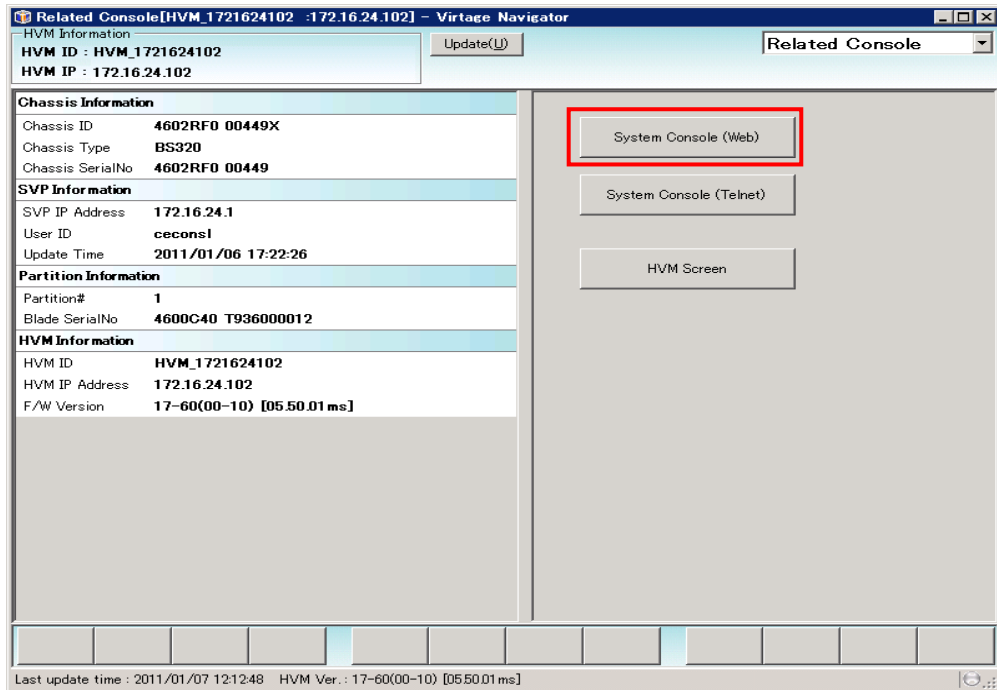 Related Console[HVM_1721624102 :172.16.24.102] - Virtage Navigator
HVM Information
HVM ID : HVM_1721624102
HVM IP : 172.16.24.102
Update(U)
Related Console
Chassis Information
Chassis ID 4602RF0 00449X
Chassis Type BS320
Chassis SerialNo 4602RF0 00449
SVP Information
SVP IP Address 172.16.24.1
User ID ceconsl
Update Time 2011/01/06 17:22:26
Partition Information
Partition# 1
Blade SerialNo 4600C40 T936000012
HVM Information
HVM ID HVM_1721624102
HVM IP Address 172.16.24.102
F/W Version 17-60(00-10) [05.50.01 ms]
System Console (Web)
System Console (Telnet)
HVM Screen
Last update time : 2011/01/07 12:12:48 HVM Ver. : 17-60(00-10) [05.50.01 ms]